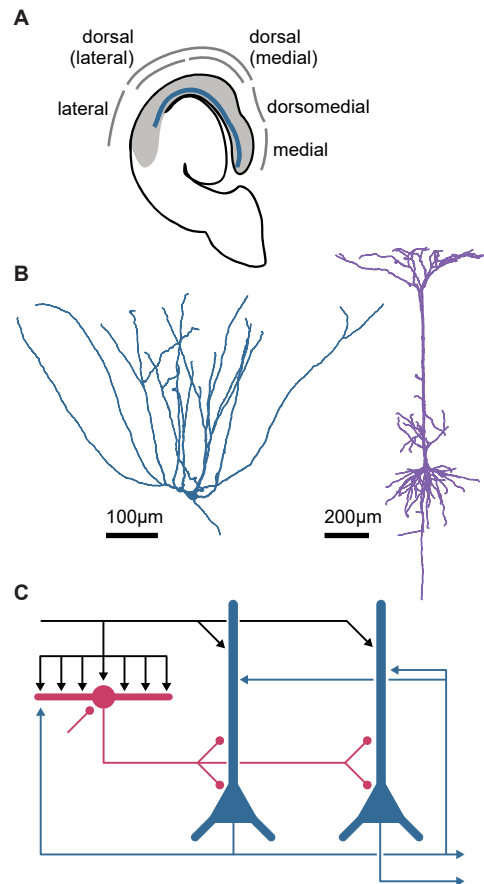 A
dorsal
(lateral)
dorsal
(medial)
lateral
dorsomedial
medial
B
100µm
200µm
C